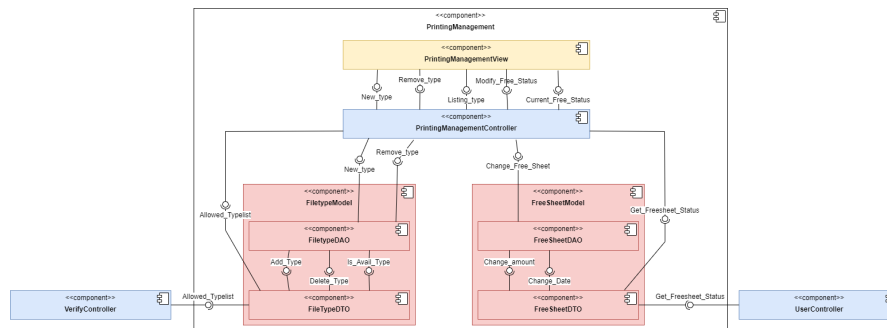 <<component>>
PrintingManagement
<<component>>
PrintingManagementView
New_type
Remove_type
Listing_type
Modify_Free_Status
Current_Free_Status
<<component>>
PrintingManagementController
New_type
Remove_type
Change_Free_Sheet
Allowed_Typelist
Get_Freesheet_Status
<<component>>
FiletypeModel
<<component>>
FreeSheetModel
<<component>>
FiletypeDAO
<<component>>
FreeSheetDAO
Add_Type
Is_Avail_Type
Delete_Type
Change_amount
Change_Date
<<component>>
VerifyController
Allowed_Typelist
<<component>>
FileTypeDTO
<<component>>
FreeSheetDTO
Get_Freesheet_Status
<<component>>
UserController